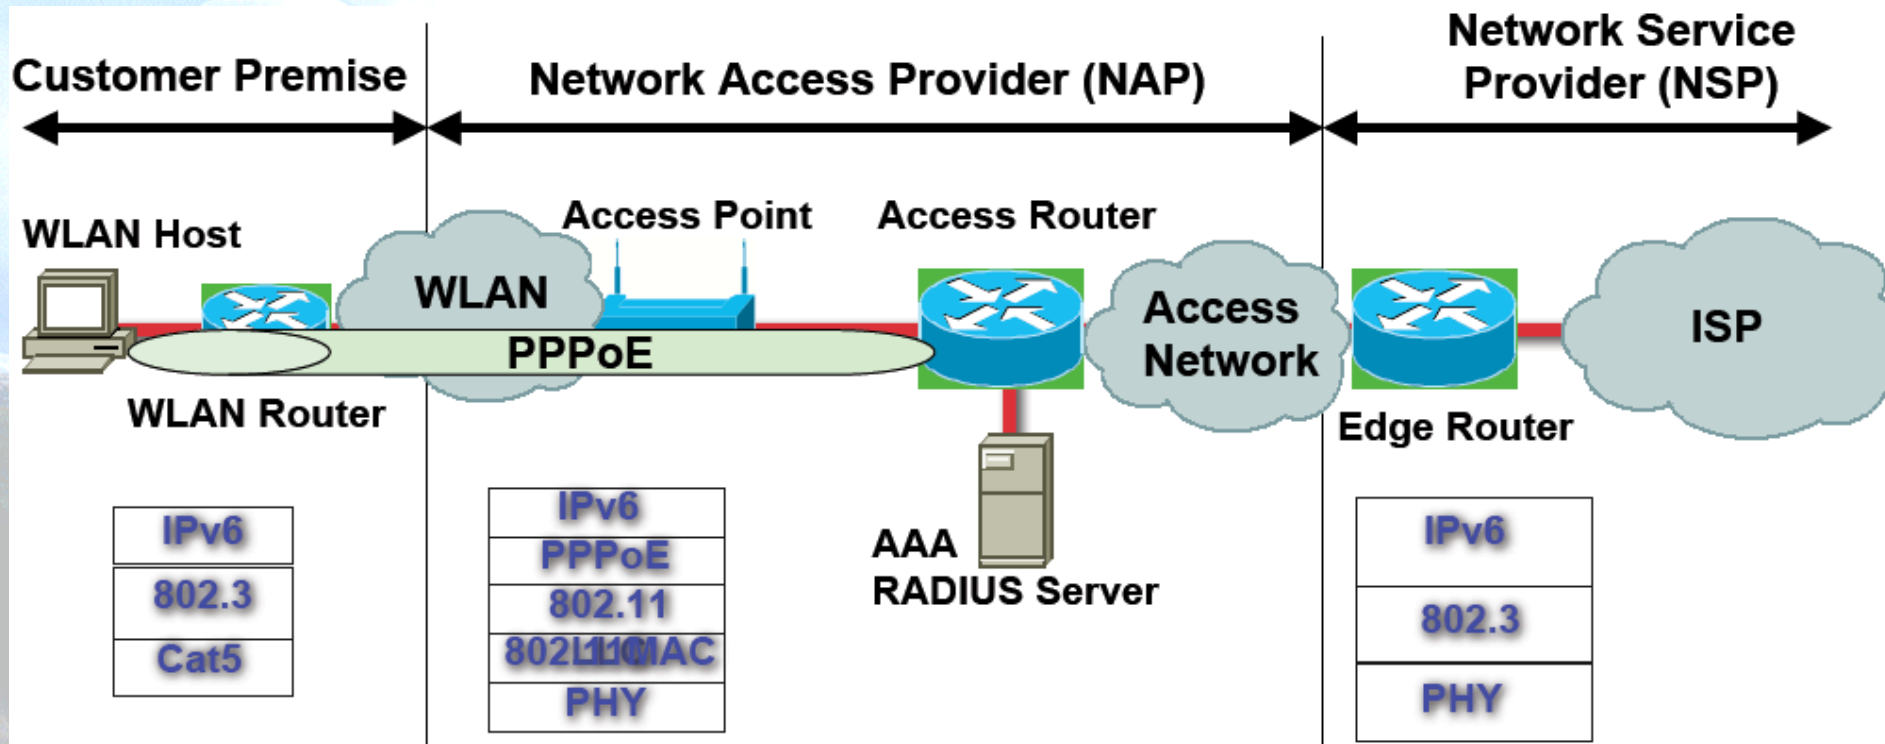 Customer Premise
Network Access Provider (NAP)
Network Service
Provider (NSP)
WLAN Host
WLAN
Access Point
Access Router
Access
Network
ISP
PPPoE
WLAN Router
Edge Router
AAA
RADIUS Server
IPv6
802.3
Cat5
IPv6
PPPoE
802.11
MAC
PHY
IPv6
802.3
PHY